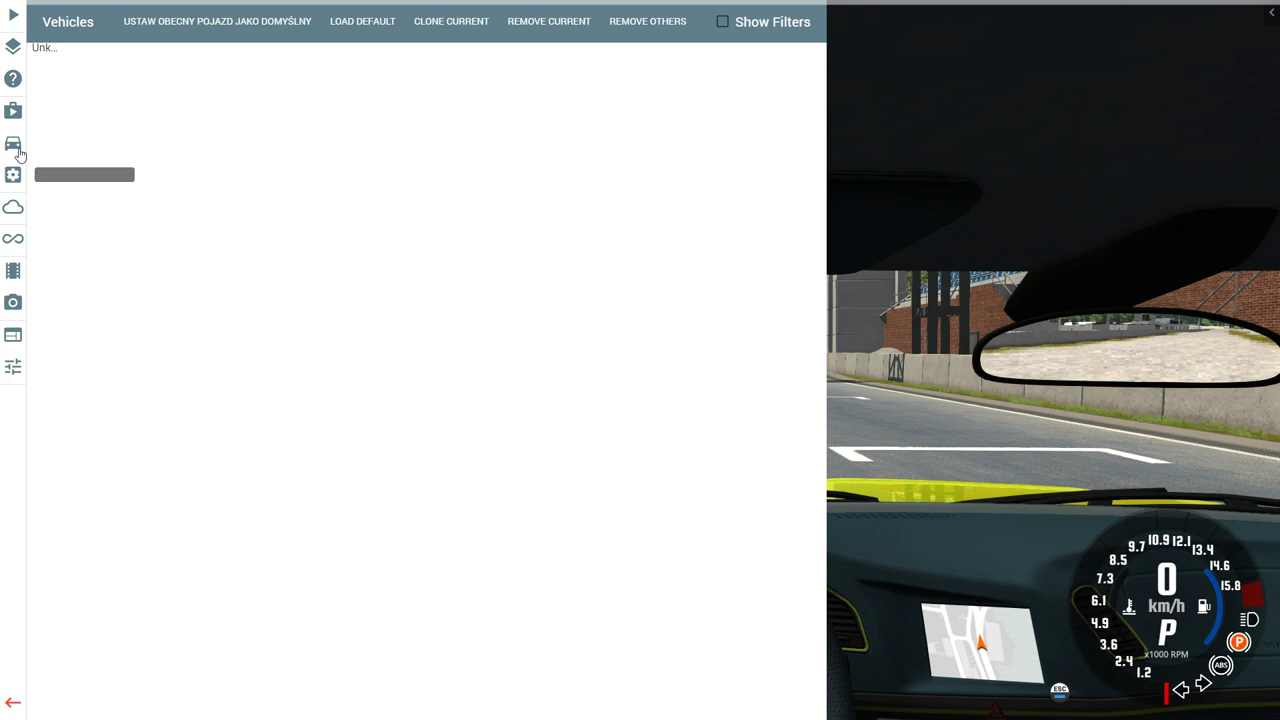 Vehicles USTAW OBECNY POJAZD JAKO DOMYŚLNY LOAD DEFAULT CLONE CURRENT REMOVE CURRENT REMOVE OTHERS Show Filters
Unk...
10.9 12.1
9.7 13.4
8.5 14.6
7.3 0 15.8
6.1 km/h
4.9 P
3.6 x1000 RPM
2.4 ABS
1.2
ESC